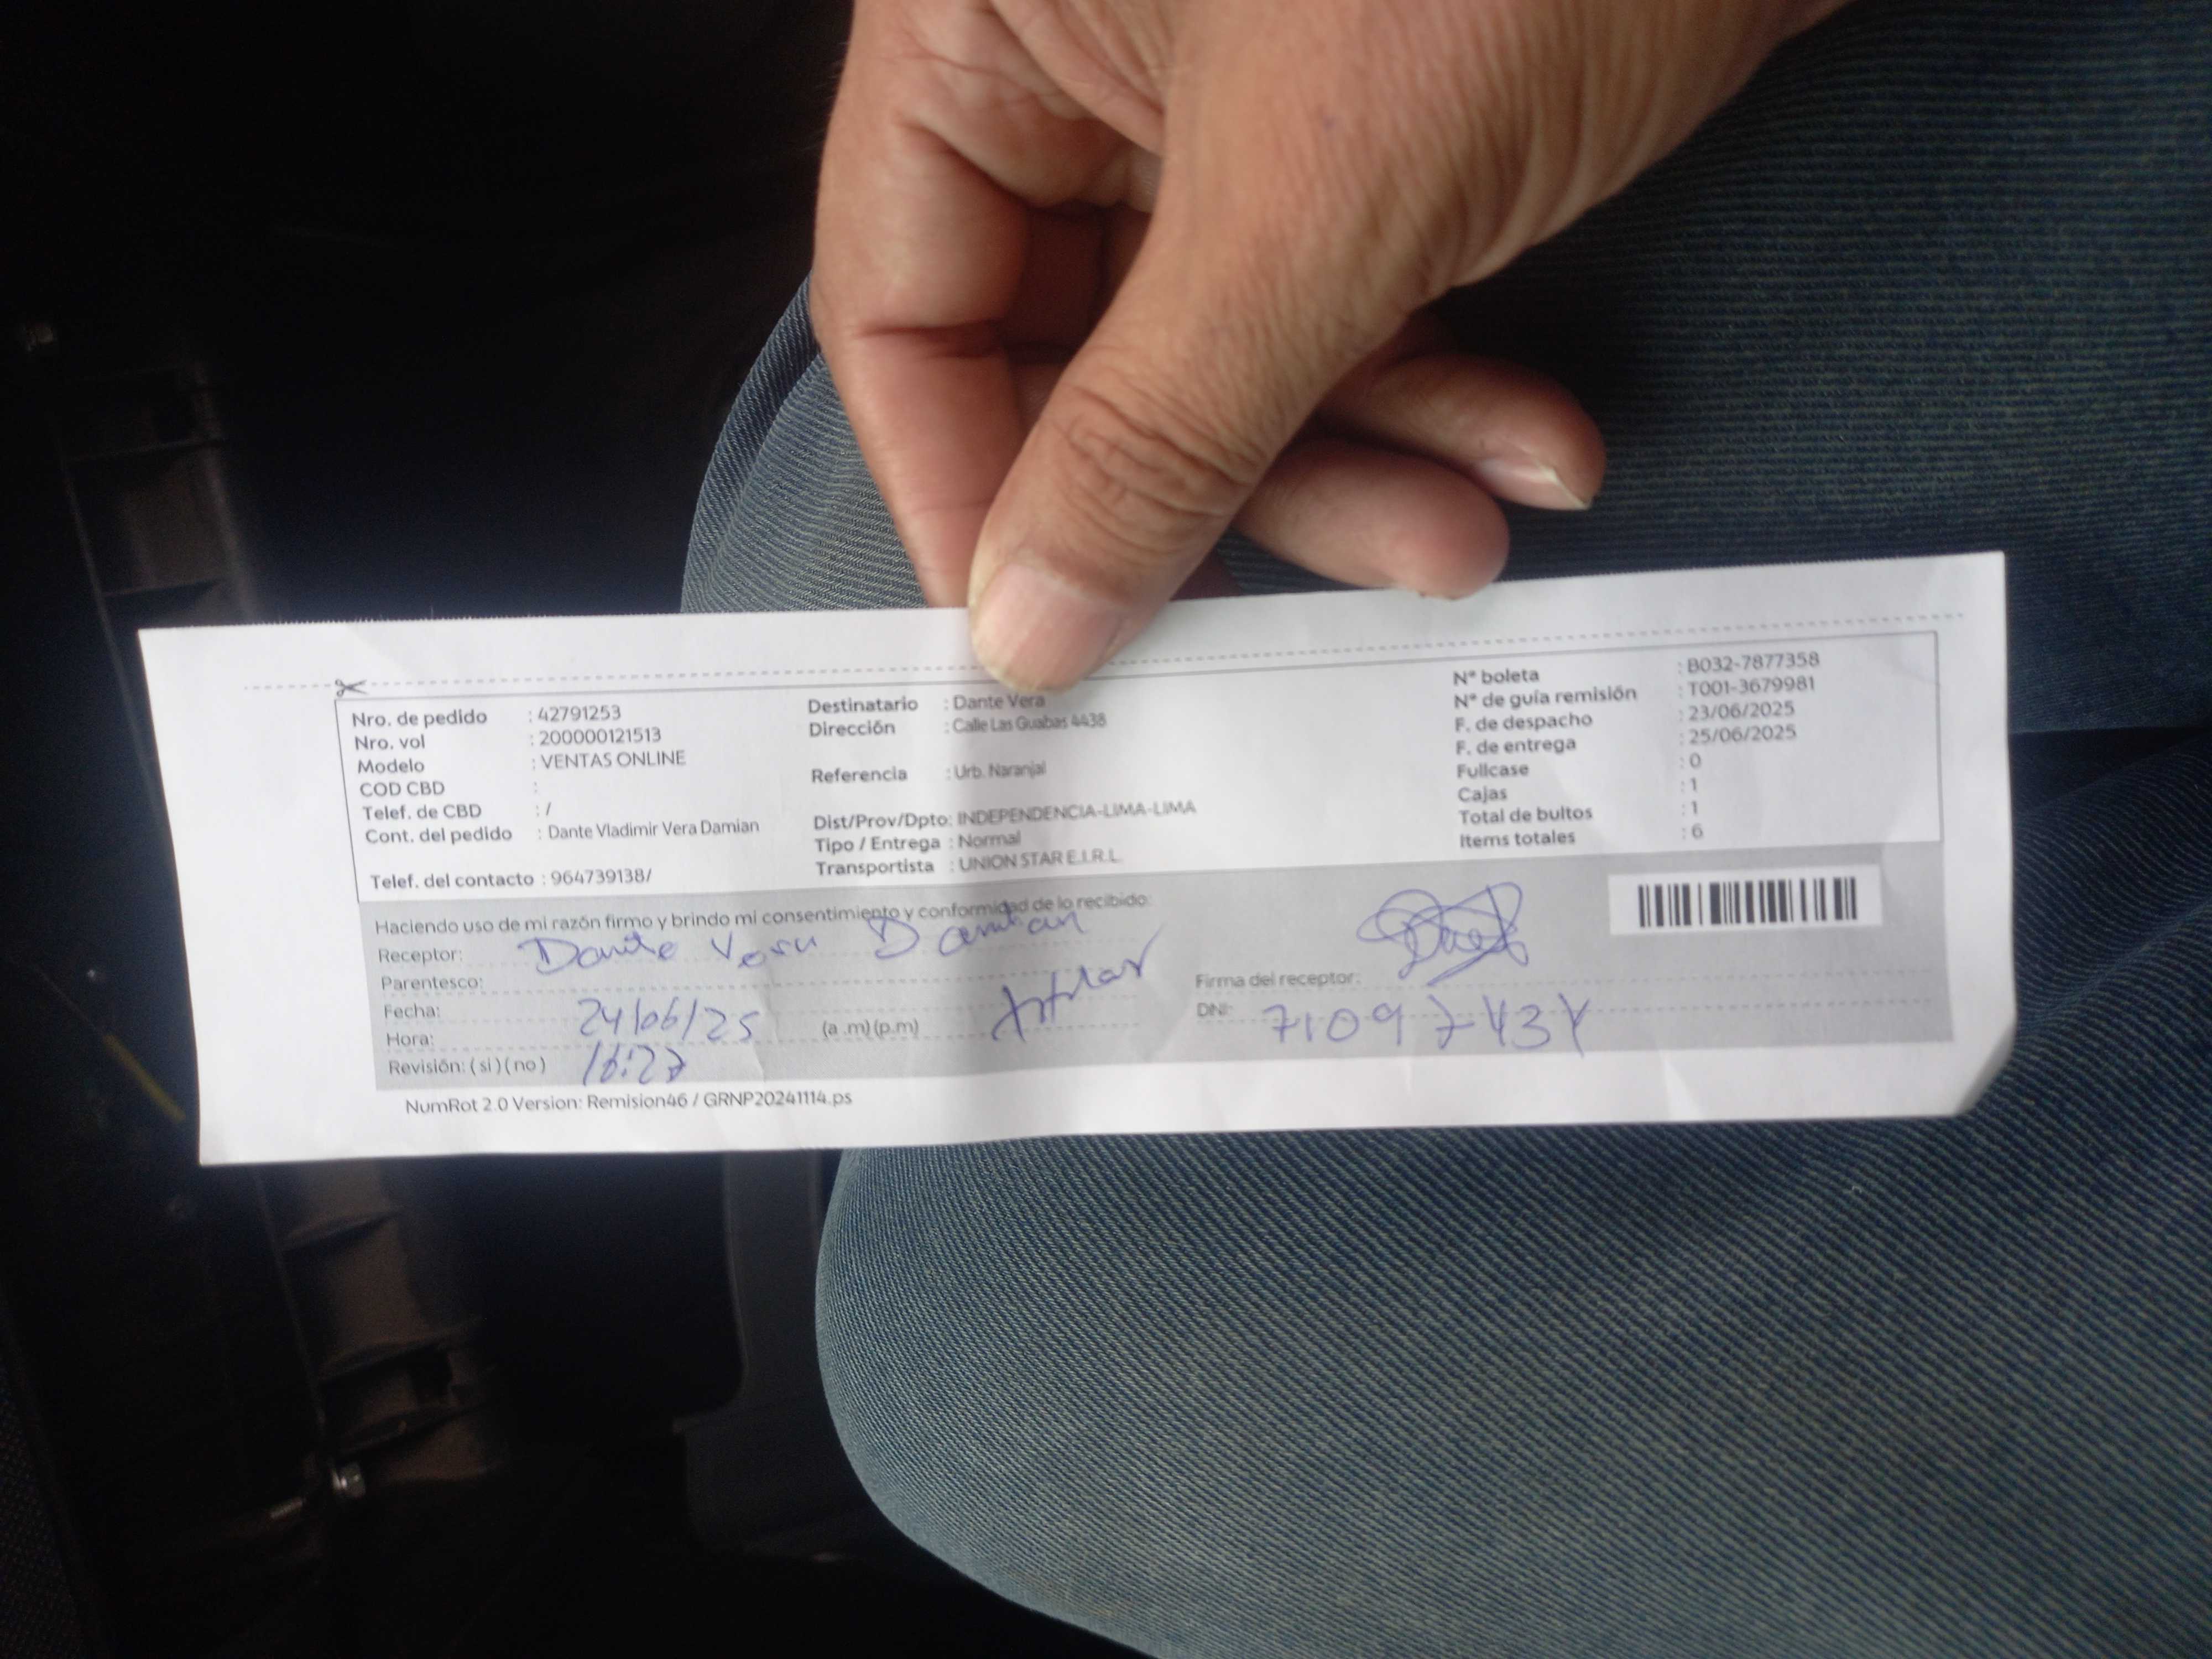 Nro. de pedido : 42791253
Nro. vol : 200000121513
Modelo : VENTAS ONLINE
COD CBD :
Telef. de CBD : /
Cont. del pedido : Dante Vladimir Vera Damian
Telef. del contacto : 964739138/
Destinatario : Dante Vera
Dirección : Calle Las Guabas 4438
Referencia : Urb. Naranjal
Dist/Prov/Dpto: INDEPENDENCIA-LIMA-LIMA
Tipo / Entrega : Normal
Transportista : UNION STAR E.I.R.L.
N° boleta : B032-7877358
N° de guía remisión : T001-3679981
F. de despacho : 23/06/2025
F. de entrega : 25/06/2025
Fullcase : 0
Cajas : 1
Total de bultos : 1
Items totales : 6
Haciendo uso de mi razón firmo y brindo mi consentimiento y conformidad de lo recibido:
Receptor: Dante Vera Damian
Parentesco: titular
Fecha: 24/06/25
Hora: 16:27 (a .m) (p.m)
Revisión: ( si ) ( no )
Firma del receptor:
DNI: 71097434
NumRot 2.0 Version: Remision46 / GRNP20241114.ps